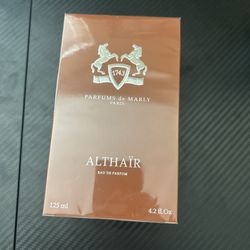 1743
PARFUMS de MARLY
PARIS
ALTHAÏR
EAU DE PARFUM
125 ml 4.2 fl.Oz